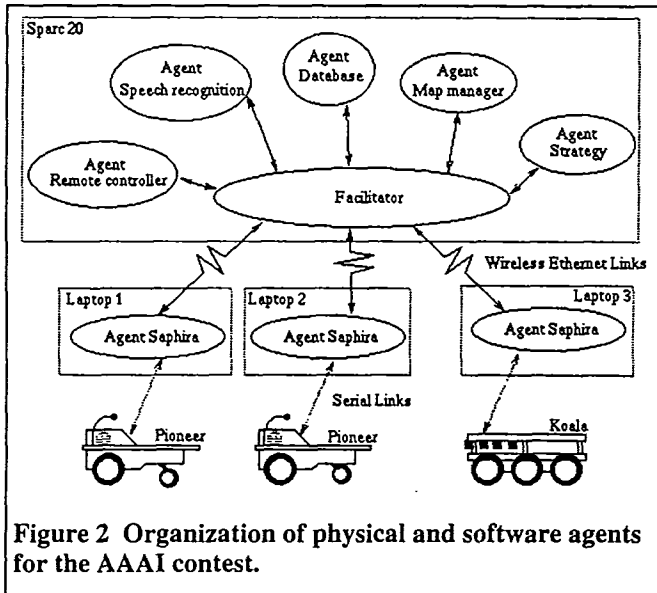 Sparc 20
Agent
Speech recognition
Agent
Database
Agent
Map manager
Agent
Remote controller
Agent
Strategy
Facilitator
Wireless Ethernet Links
Laptop 1
Laptop 2
Laptop 3
Agent Saphira
Agent Saphira
Agent Saphira
Serial Links
Pioneer
Pioneer
Koala
Figure 2 Organization of physical and software agents
for the AAAI contest.